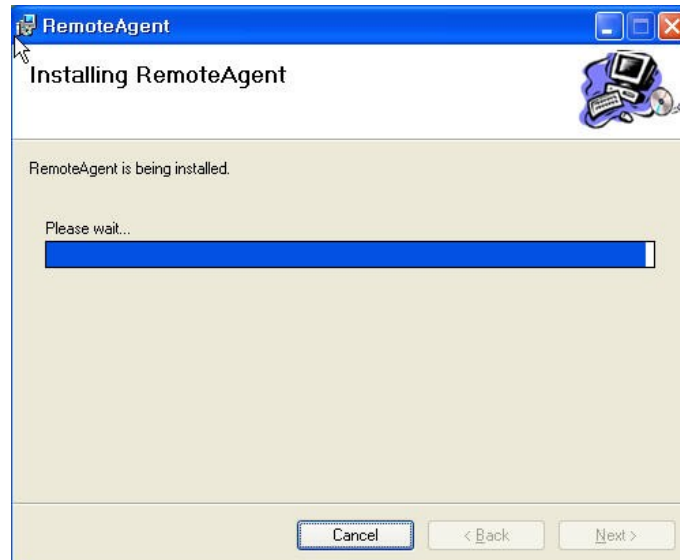 RemoteAgent
Installing RemoteAgent
RemoteAgent is being installed.
Please wait...
Cancel
< Back
Next >